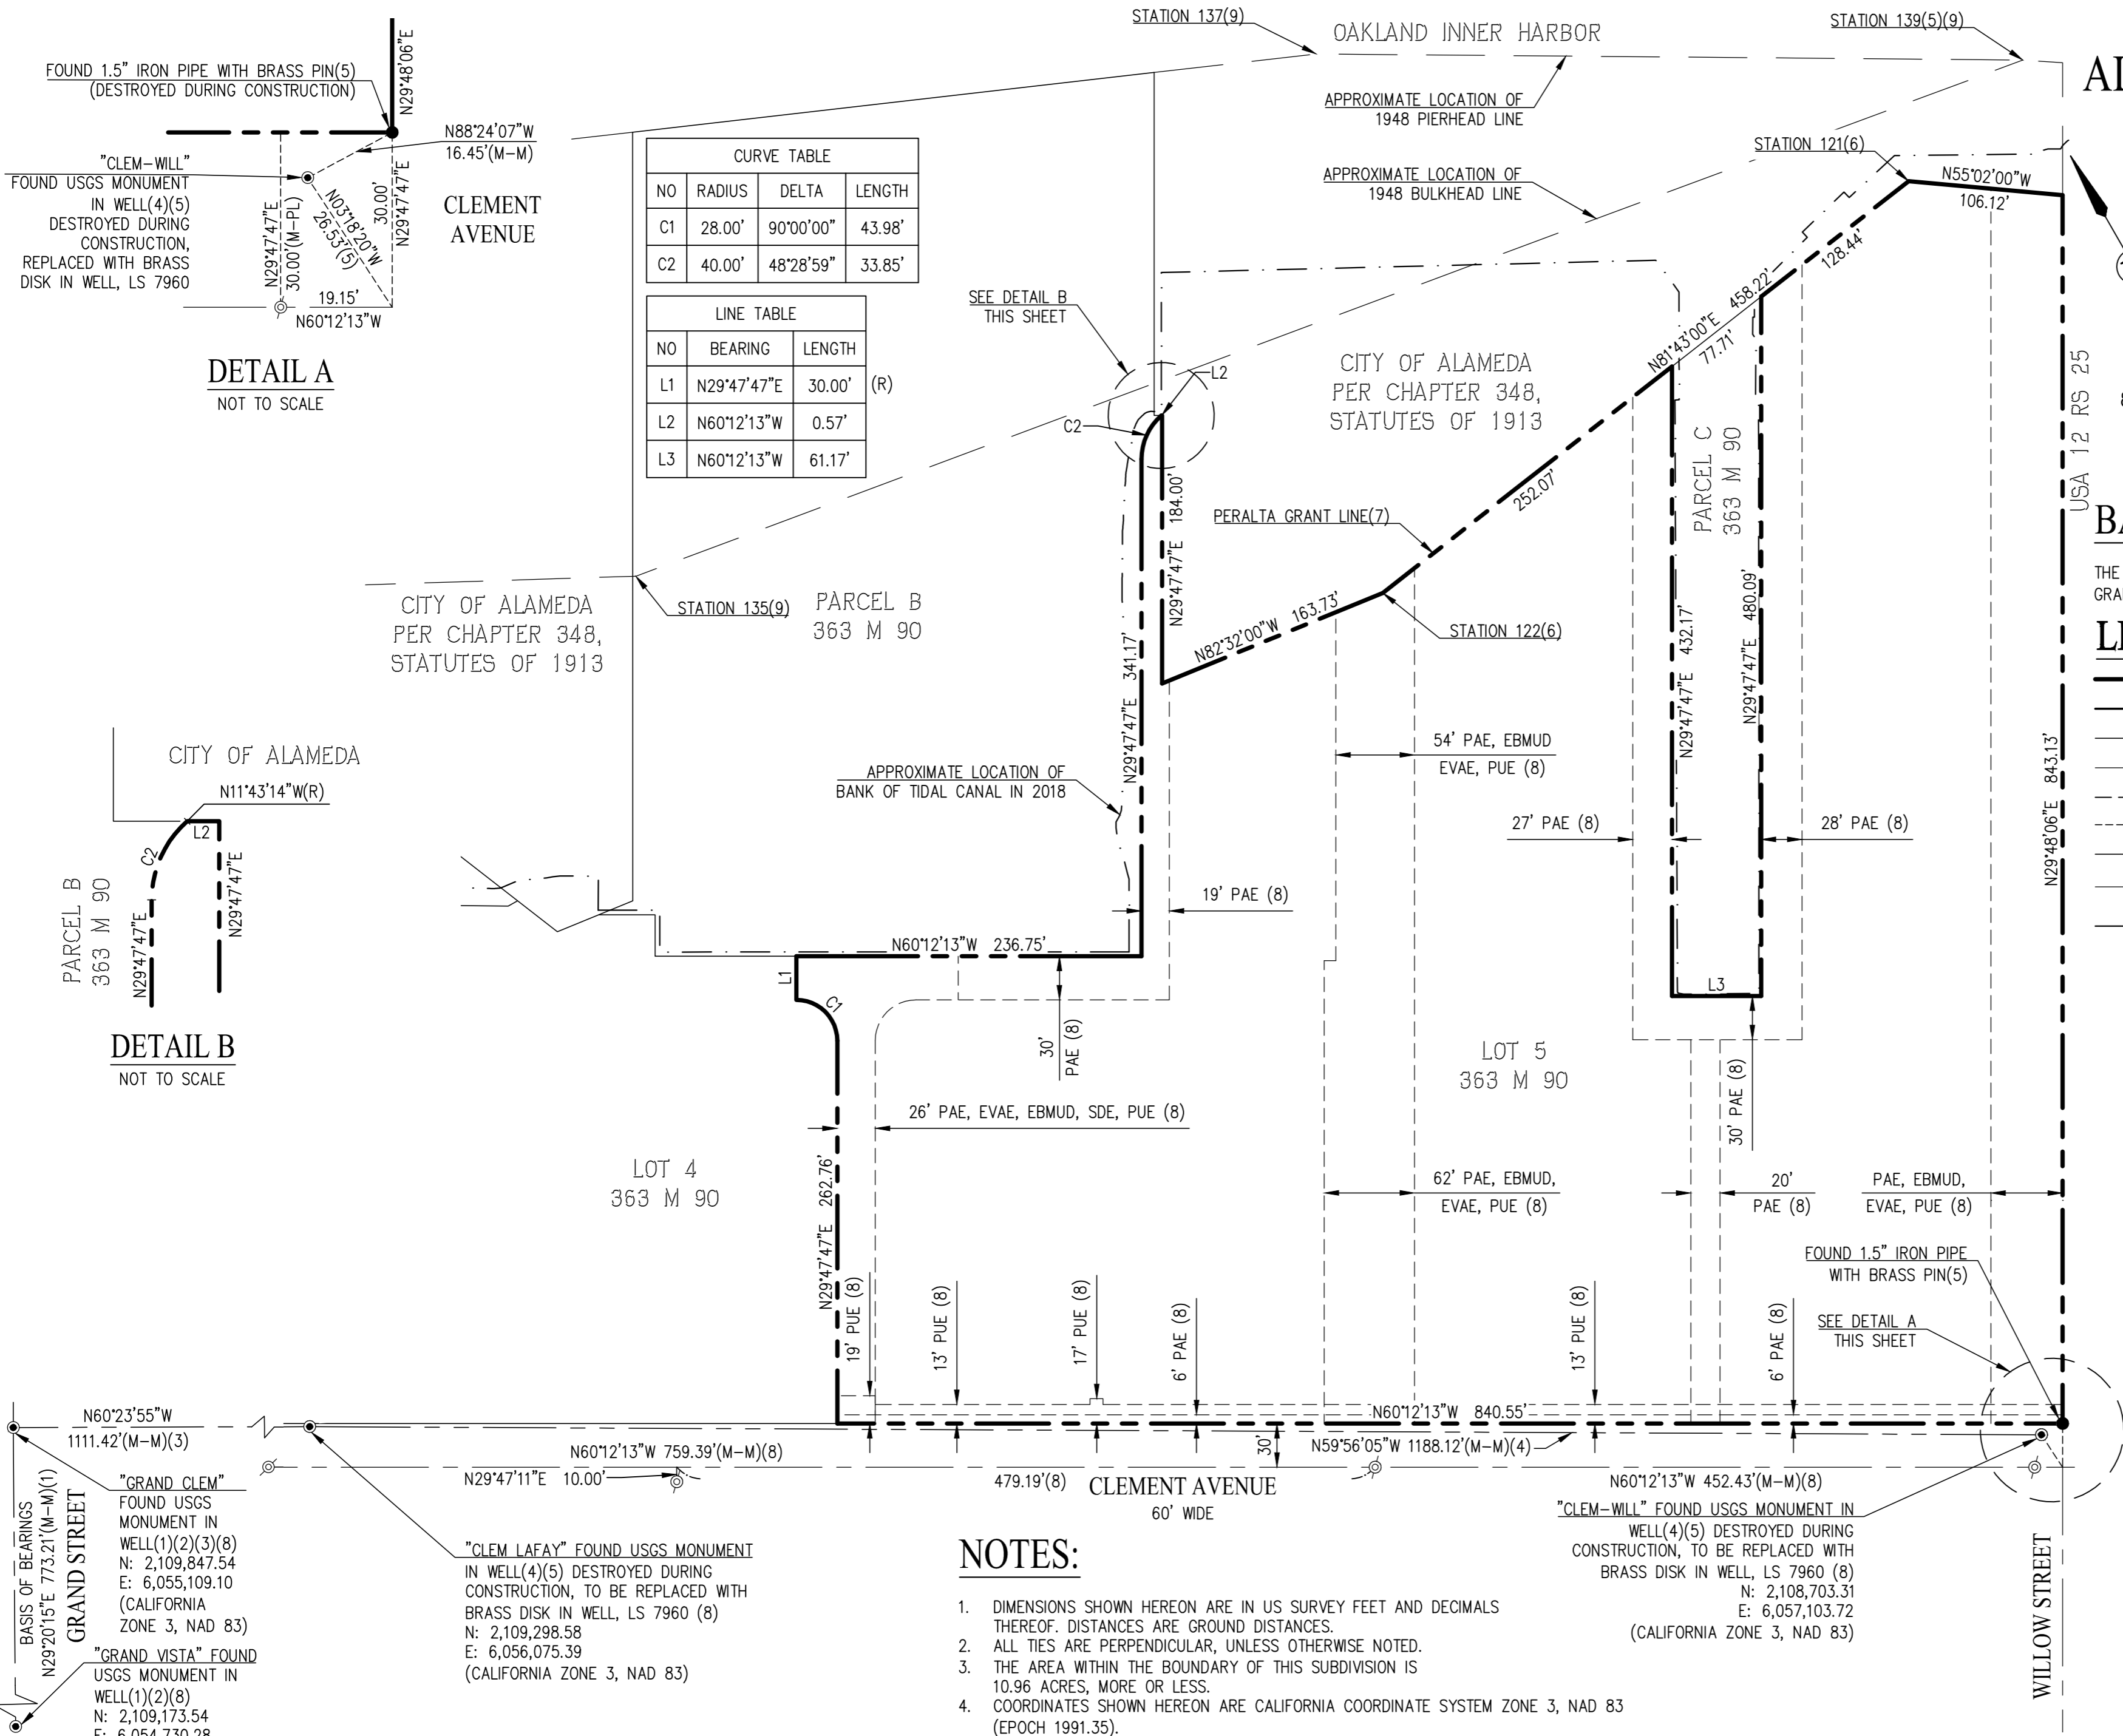 FOUND 1.5" IRON PIPE WITH BRASS PIN(5)
(DESTROYED DURING CONSTRUCTION)
N29°48'06"E
N88°24'07"W
16.45'(M-M)
"CLEM-WILL"
FOUND USGS MONUMENT
IN WELL(4)(5)
DESTROYED DURING
CONSTRUCTION,
REPLACED WITH BRASS
DISK IN WELL, LS 7960
N29°47'47"E
30.00'(M-PL)
N03°18'20"W
26.53'(5)
30.00'
N29°47'47"E
CLEMENT
AVENUE
19.15'
N60°12'13"W
DETAIL A
NOT TO SCALE
CURVE TABLE
NO RADIUS DELTA LENGTH
C1 28.00' 90°00'00" 43.98'
C2 40.00' 48°28'59" 33.85'
LINE TABLE
NO BEARING LENGTH
L1 N29°47'47"E 30.00' (R)
L2 N60°12'13"W 0.57'
L3 N60°12'13"W 61.17'
STATION 137(9)
OAKLAND INNER HARBOR
STATION 139(5)(9)
APPROXIMATE LOCATION OF
1948 PIERHEAD LINE
STATION 121(6)
APPROXIMATE LOCATION OF
1948 BULKHEAD LINE
N55°02'00"W
106.12'
128.44'
458.22'
N81°43'00"E
77.71'
252.07'
SEE DETAIL B
THIS SHEET
L2
C2
CITY OF ALAMEDA
PER CHAPTER 348,
STATUTES OF 1913
PARCEL C
363 M 90
USA 12 RS 25
N29°47'47"E 184.00'
PERALTA GRANT LINE(7)
CITY OF ALAMEDA
PER CHAPTER 348,
STATUTES OF 1913
STATION 135(9)
PARCEL B
363 M 90
N29°47'47"E 341.17'
N82°32'00"W 163.73'
STATION 122(6)
N29°47'47"E 432.17'
N29°47'47"E 480.09'
N29°48'06"E 843.13'
54' PAE, EBMUD
EVAE, PUE (8)
APPROXIMATE LOCATION OF
BANK OF TIDAL CANAL IN 2018
27' PAE (8)
28' PAE (8)
19' PAE (8)
N60°12'13"W 236.75'
L1
C1
30'
PAE (8)
L3
30' PAE (8)
CITY OF ALAMEDA
N11°43'14"W(R)
L2
C2
PARCEL B
363 M 90
N29°47'47"E
N29°47'47"E
DETAIL B
NOT TO SCALE
LOT 5
363 M 90
26' PAE, EVAE, EBMUD, SDE, PUE (8)
LOT 4
363 M 90
N29°47'47"E 262.76'
62' PAE, EBMUD,
EVAE, PUE (8)
20'
PAE (8)
PAE, EBMUD,
EVAE, PUE (8)
FOUND 1.5" IRON PIPE
WITH BRASS PIN(5)
SEE DETAIL A
THIS SHEET
19' PUE (8)
13' PUE (8)
17' PUE (8)
6' PAE (8)
13' PUE (8)
6' PAE (8)
N60°12'13"W 840.55'
N60°23'55"W
1111.42'(M-M)(3)
N60°12'13"W 759.39'(M-M)(8)
N59°56'05"W 1188.12'(M-M)(4)
30'
N29°47'11"E 10.00'
479.19'(8)
CLEMENT AVENUE
60' WIDE
N60°12'13"W 452.43'(M-M)(8)
BASIS OF BEARINGS
N29°20'15"E 773.21'(M-M)(1)
GRAND STREET
"GRAND CLEM"
FOUND USGS
MONUMENT IN
WELL(1)(2)(3)(8)
N: 2,109,847.54
E: 6,055,109.10
(CALIFORNIA
ZONE 3, NAD 83)
"GRAND VISTA" FOUND
USGS MONUMENT IN
WELL(1)(2)(8)
N: 2,109,173.54
E: 6,054,730.28
"CLEM LAFAY" FOUND USGS MONUMENT
IN WELL(4)(5) DESTROYED DURING
CONSTRUCTION, TO BE REPLACED WITH
BRASS DISK IN WELL, LS 7960 (8)
N: 2,109,298.58
E: 6,056,075.39
(CALIFORNIA ZONE 3, NAD 83)
"CLEM-WILL" FOUND USGS MONUMENT IN
WELL(4)(5) DESTROYED DURING
CONSTRUCTION, TO BE REPLACED WITH
BRASS DISK IN WELL, LS 7960 (8)
N: 2,108,703.31
E: 6,057,103.72
(CALIFORNIA ZONE 3, NAD 83)
WILLOW STREET
NOTES:
1. DIMENSIONS SHOWN HEREON ARE IN US SURVEY FEET AND DECIMALS
THEREOF. DISTANCES ARE GROUND DISTANCES.
2. ALL TIES ARE PERPENDICULAR, UNLESS OTHERWISE NOTED.
3. THE AREA WITHIN THE BOUNDARY OF THIS SUBDIVISION IS
10.96 ACRES, MORE OR LESS.
4. COORDINATES SHOWN HEREON ARE CALIFORNIA COORDINATE SYSTEM ZONE 3, NAD 83
(EPOCH 1991.35).
THE